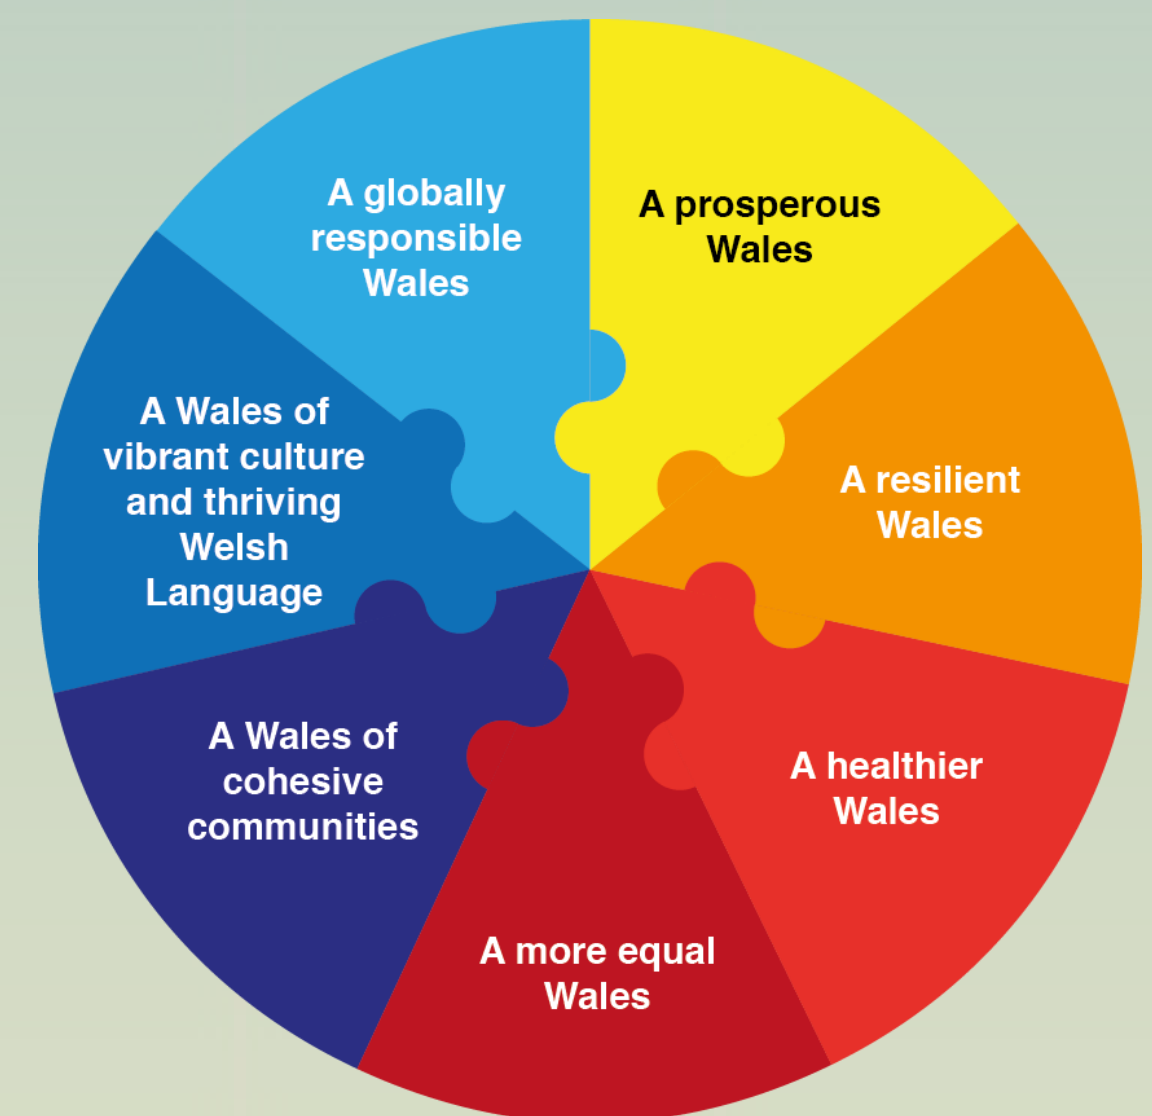 A prosperous
Wales
A resilient
Wales
A healthier
Wales
A more equal
Wales
A Wales of
cohesive
communities
A Wales of
vibrant culture
and thriving
Welsh
Language
A globally
responsible
Wales